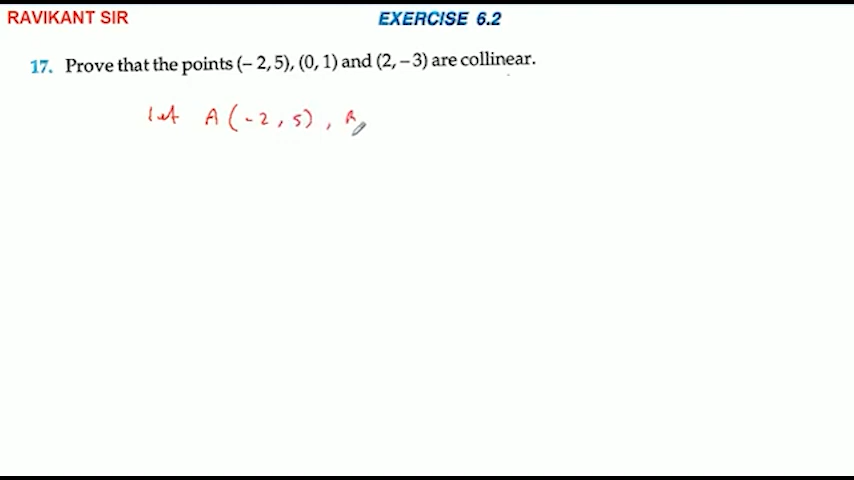 RAVIKANT SIR
EXERCISE 6.2
17. Prove that the points (– 2, 5), (0, 1) and (2, – 3) are collinear.
let A (-2, 5), B